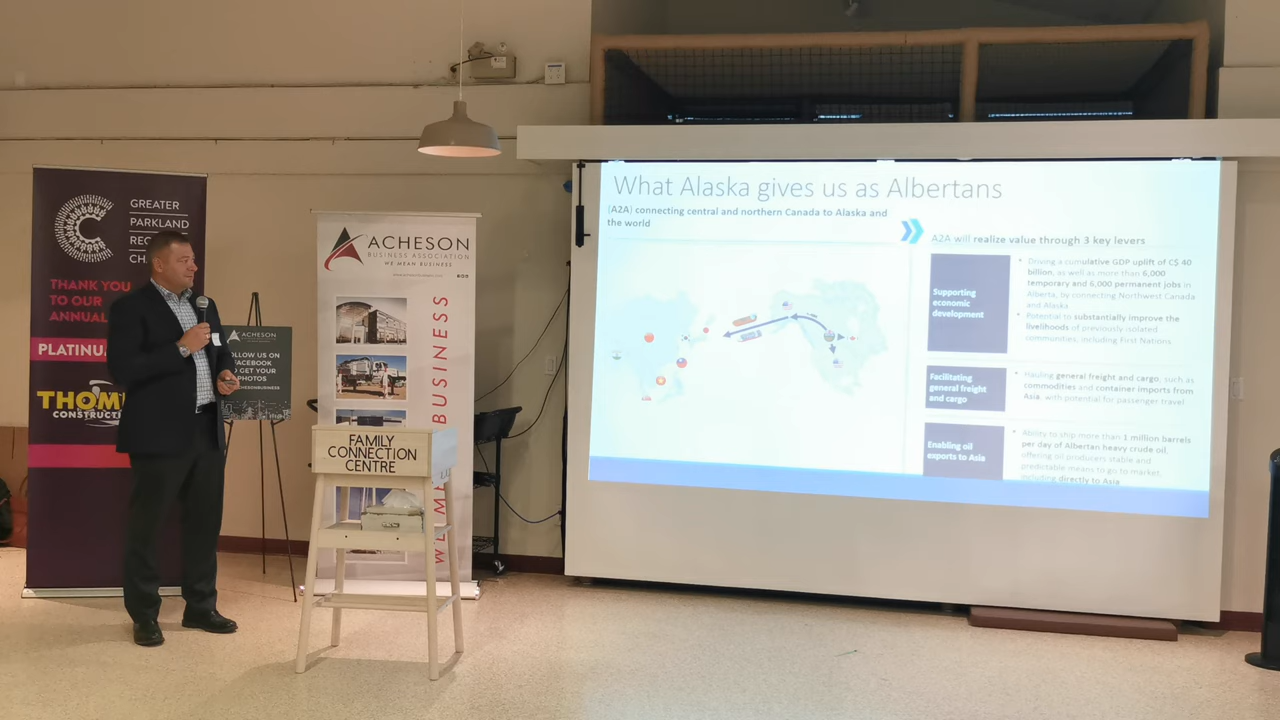 GREATER
PARKLAND
CHA
THANK YOU
TO OUR
ANNUAL
PLATINU
THOM
CONSTRUCTI
ACHESON
FOLLOW US ON
FACEBOOK
TO GET YOUR
PHOTOS
ACHESON
BUSINESS ASSOCIATION
WE MEAN BUSINESS
WE MEAN BUSINESS
FAMILY
CONNECTION
CENTRE
What Alaska gives us as Albertans
(A2A) connecting central and northern Canada to Alaska and
the world
A2A will realize value through 3 key levers
Supporting
economic
development
• Driving a cumulative GDP uplift of C$ 40
billion, as well as more than 6,000
temporary and 6,000 permanent jobs in
Alberta, by connecting Northwest Canada
and Alaska
• Potential to substantially improve the
livelihoods of previously-isolated
communities, including First Nations
Facilitating
general freight
and cargo
• Hauling general freight and cargo, such as
commodities and container imports from
Asia, with potential for passenger travel
Enabling oil
exports to Asia
• Ability to ship more than 1 million barrels
per day of Albertan heavy crude oil,
offering oil producers stable and
predictable means to go to market,
including directly to Asia